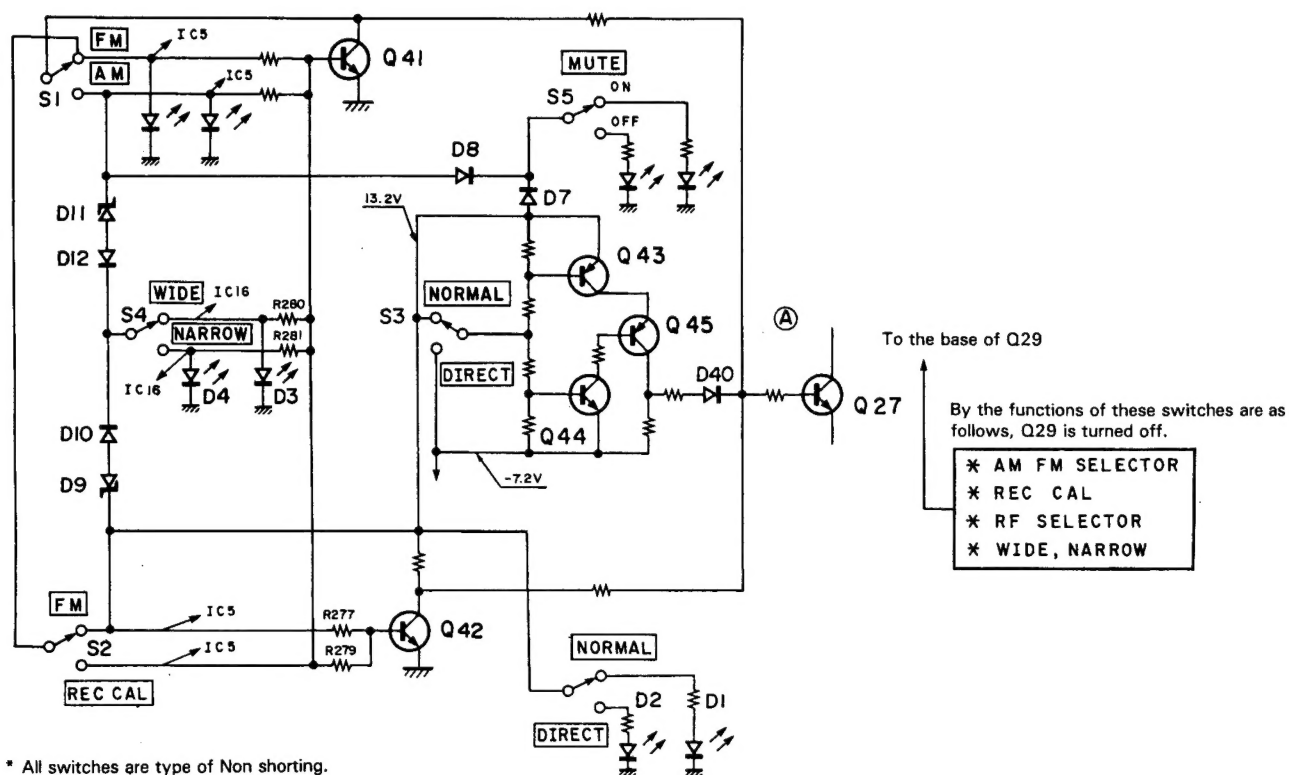 FM
IC5
Q41
AM
IC5
S1
MUTE
ON
S5
OFF
D8
13.2V
D7
D11
D12
Q43
WIDE
IC16
R280
NORMAL
S4
S3
NARROW
R281
Q45
A
IC16
D4
D3
DIRECT
D40
Q27
D10
Q44
D9
-7.2V
To the base of Q29
By the functions of these switches are as
follows, Q29 is turned off.
* AM FM SELECTOR
* REC CAL
* RF SELECTOR
* WIDE, NARROW
FM
IC5
R277
Q42
S2
IC5
R279
REC CAL
NORMAL
D2
D1
DIRECT
* All switches are type of Non shorting.